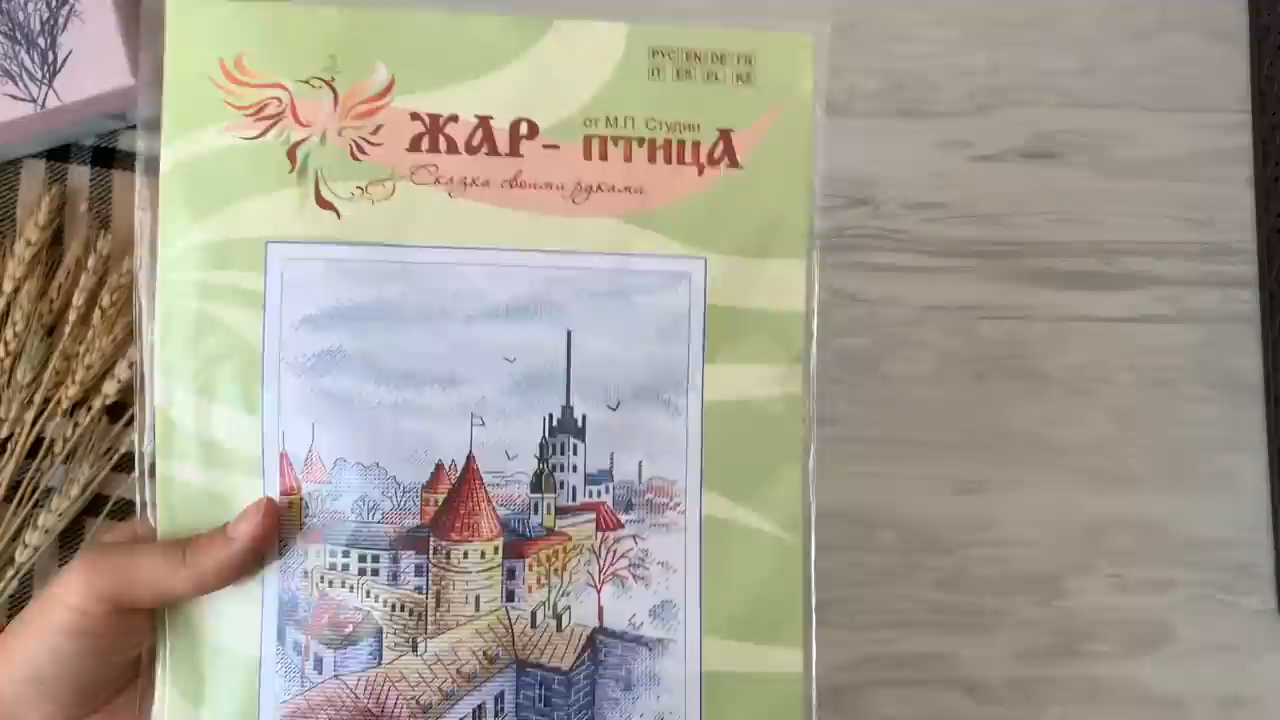 РУС EN DE FR
IT ES PL KZ
ЖАР-
от М.П. Студии
ПТИЦА
Сказка своими руками